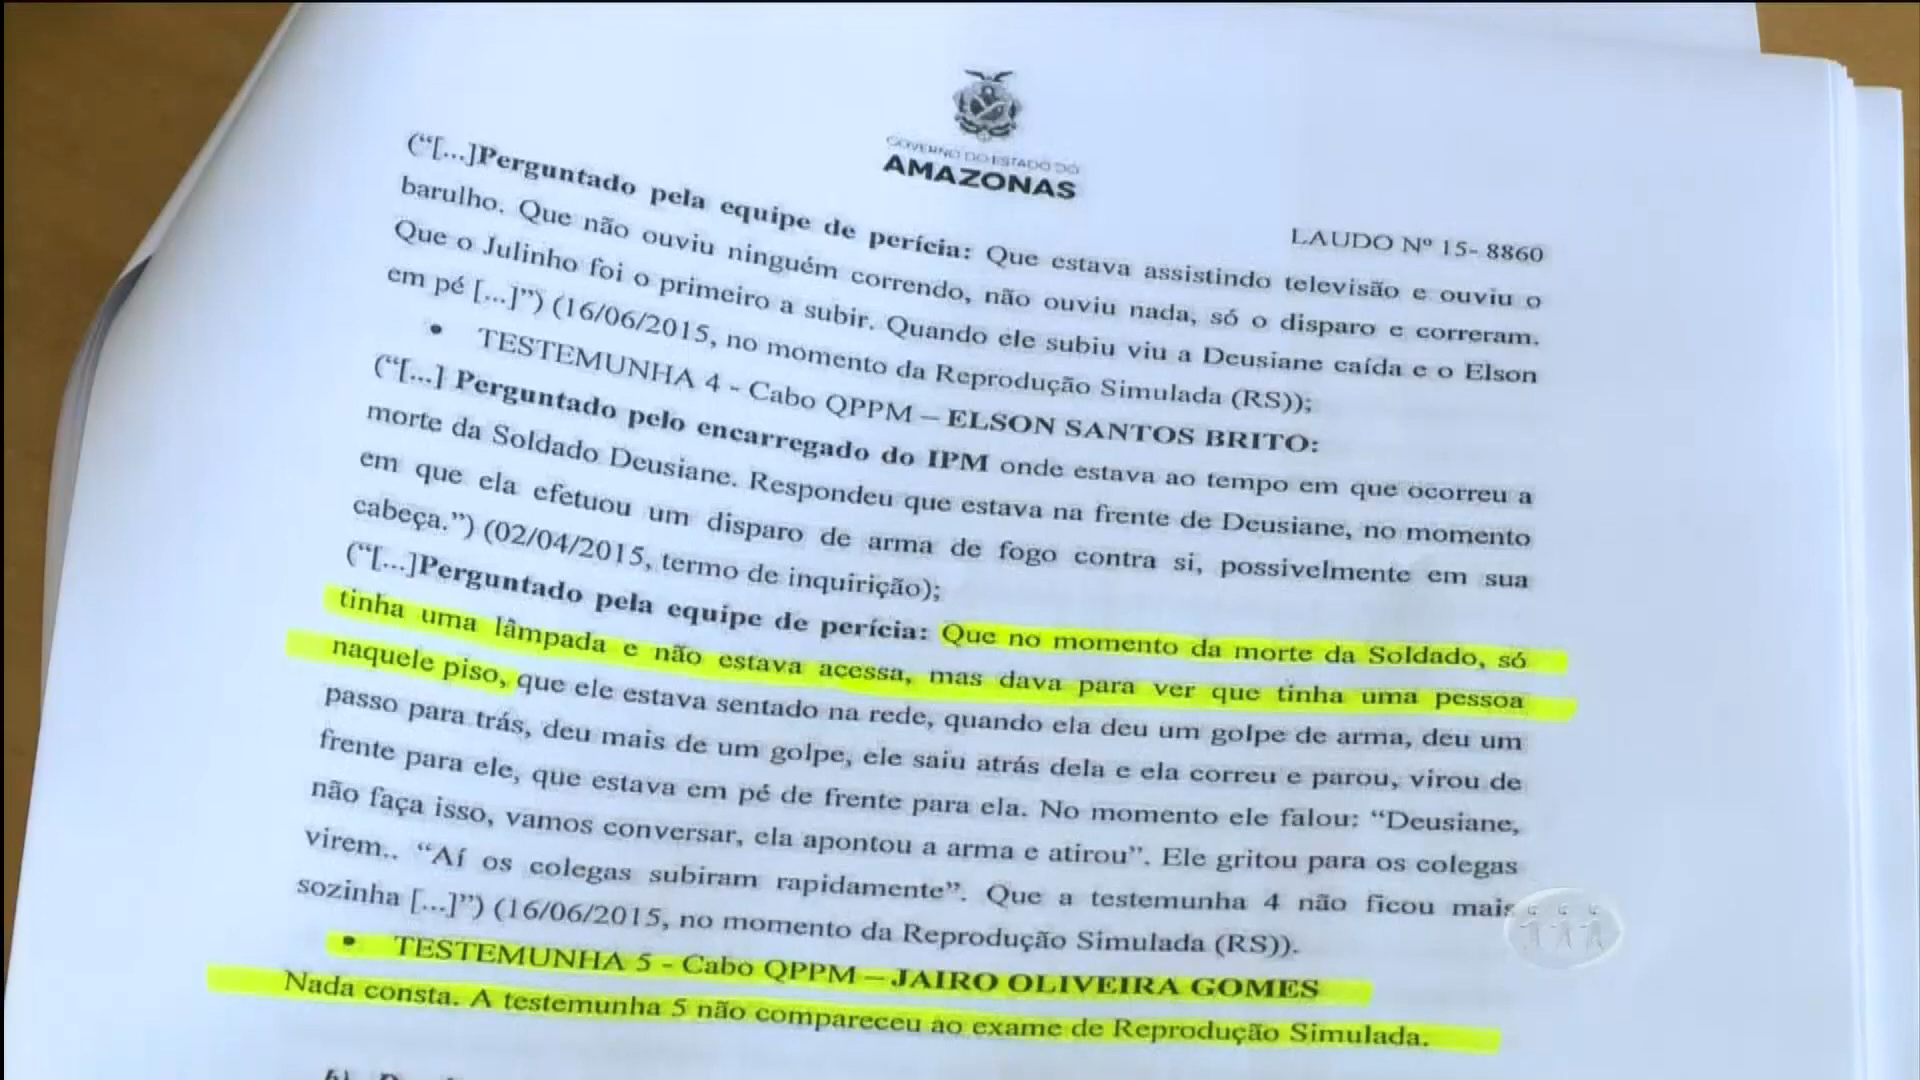 GOVERNO DO ESTADO DO
AMAZONAS
LAUDO Nº 15- 8860
(“[...]Perguntado pela equipe de perícia: Que estava assistindo televisão e ouviu o
barulho. Que não ouviu ninguém correndo, não ouviu nada, só o disparo e correram.
Que o Julinho foi o primeiro a subir. Quando ele subiu viu a Deusiane caída e o Elson
em pé [...]”) (16/06/2015, no momento da Reprodução Simulada (RS));
• TESTEMUNHA 4 - Cabo QPPM – ELSON SANTOS BRITO:
(“[...] Perguntado pelo encarregado do IPM onde estava ao tempo em que ocorreu a
morte da Soldado Deusiane. Respondeu que estava na frente de Deusiane, no momento
em que ela efetuou um disparo de arma de fogo contra si, possivelmente em sua
cabeça.”) (02/04/2015, termo de inquirição);
(“[...]Perguntado pela equipe de perícia: Que no momento da morte da Soldado, só
tinha uma lâmpada e não estava acessa, mas dava para ver que tinha uma pessoa
naquele piso, que ele estava sentado na rede, quando ela deu um golpe de arma, deu um
passo para trás, deu mais de um golpe, ele saiu atrás dela e ela correu e parou, virou de
frente para ele, que estava em pé de frente para ela. No momento ele falou: “Deusiane,
não faça isso, vamos conversar, ela apontou a arma e atirou”. Ele gritou para os colegas
virem.. “Aí os colegas subiram rapidamente”. Que a testemunha 4 não ficou mais
sozinha [...]”) (16/06/2015, no momento da Reprodução Simulada (RS)).
• TESTEMUNHA 5 - Cabo QPPM – JAIRO OLIVEIRA GOMES
Nada consta. A testemunha 5 não compareceu ao exame de Reprodução Simulada.